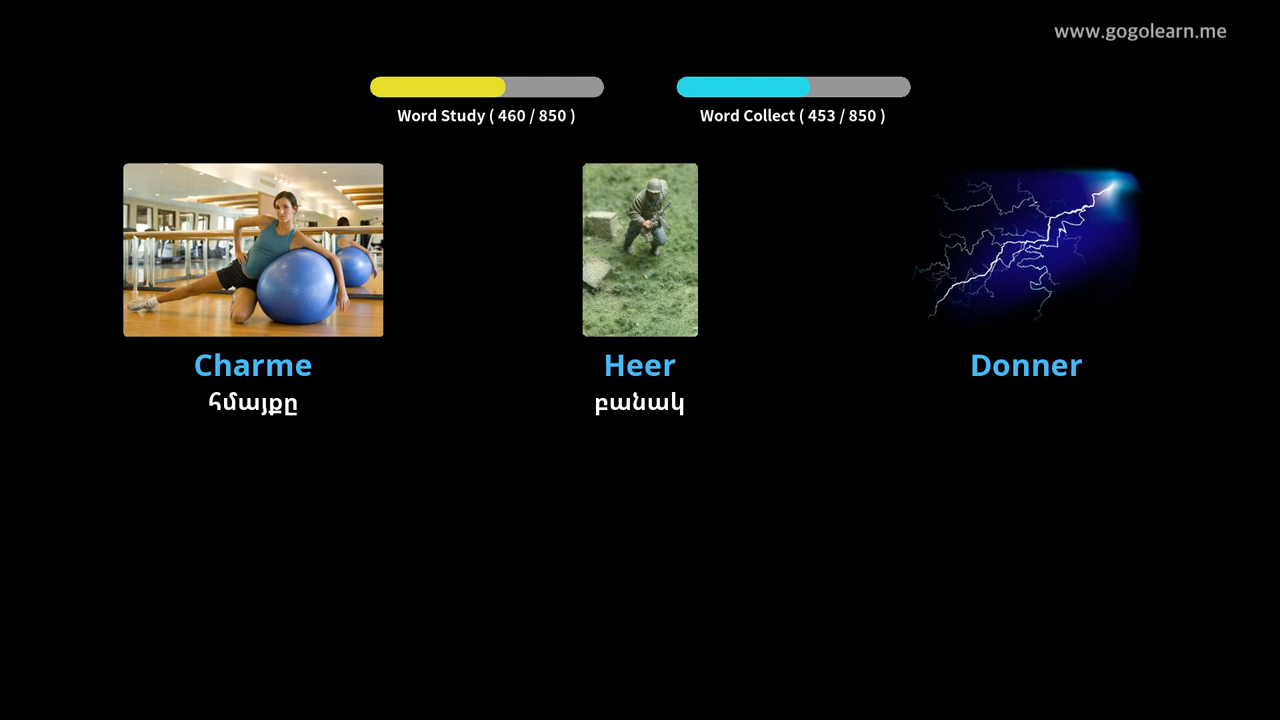 www.gogolearn.me
Word Study ( 460 / 850 )
Word Collect ( 453 / 850 )
Charme
հմայքը
Heer
բանակ
Donner